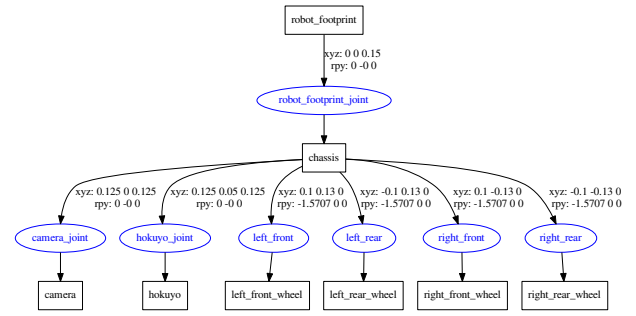 robot_footprint
xyz: 0 0 0.15
rpy: 0 -0 0
robot_footprint_joint
chassis
xyz: 0.125 0 0.125
rpy: 0 -0 0
xyz: 0.125 0.05 0.125
rpy: 0 -0 0
xyz: 0.1 0.13 0
rpy: -1.5707 0 0
xyz: -0.1 0.13 0
rpy: -1.5707 0 0
xyz: 0.1 -0.13 0
rpy: -1.5707 0 0
xyz: -0.1 -0.13 0
rpy: -1.5707 0 0
camera_joint
hokuyo_joint
left_front
left_rear
right_front
right_rear
camera
hokuyo
left_front_wheel
left_rear_wheel
right_front_wheel
right_rear_wheel